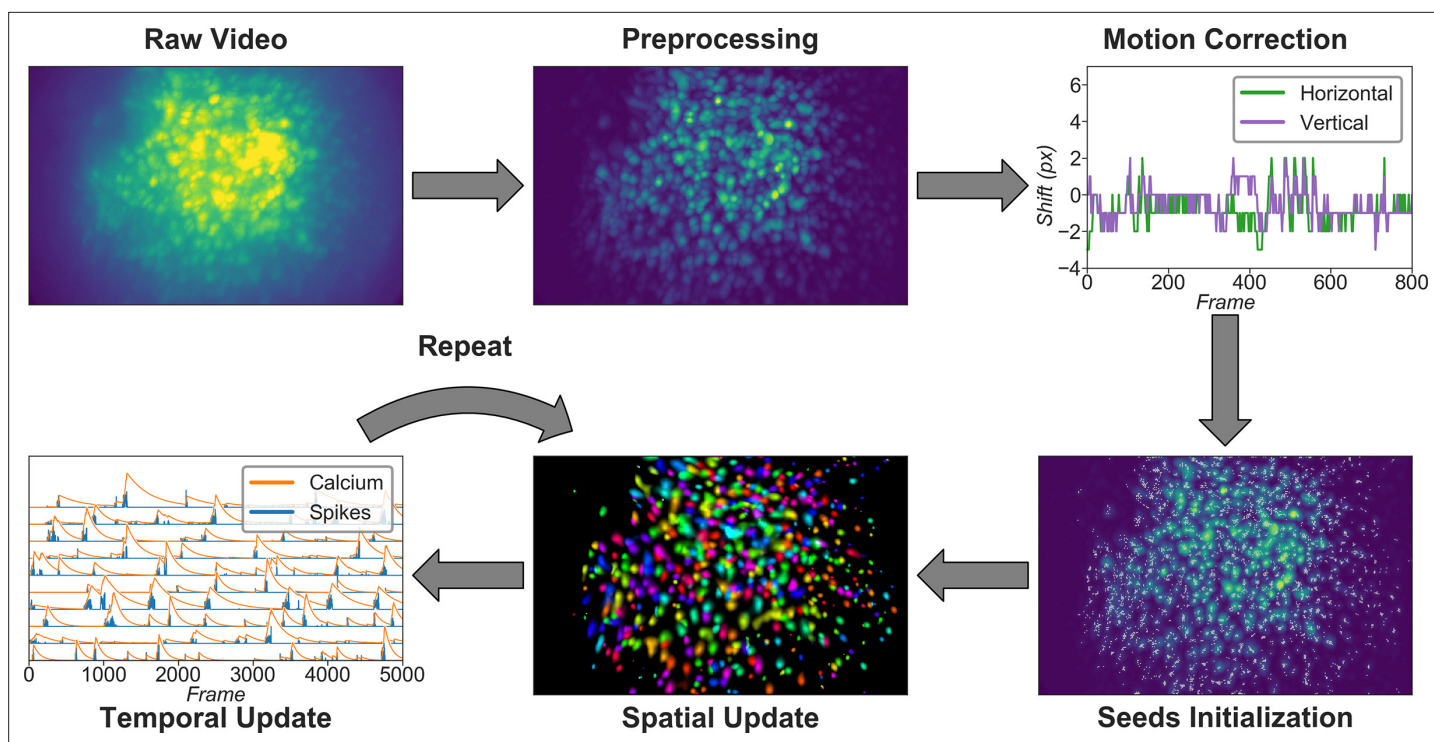 Raw Video
Preprocessing
Motion Correction
6
4
2
0
−2
−4
Shift (px)
Horizontal
Vertical
0 200 400 600 800
Frame
Repeat
Calcium
Spikes
0 1000 2000 3000 4000 5000
Frame
Temporal Update
Spatial Update
Seeds Initialization